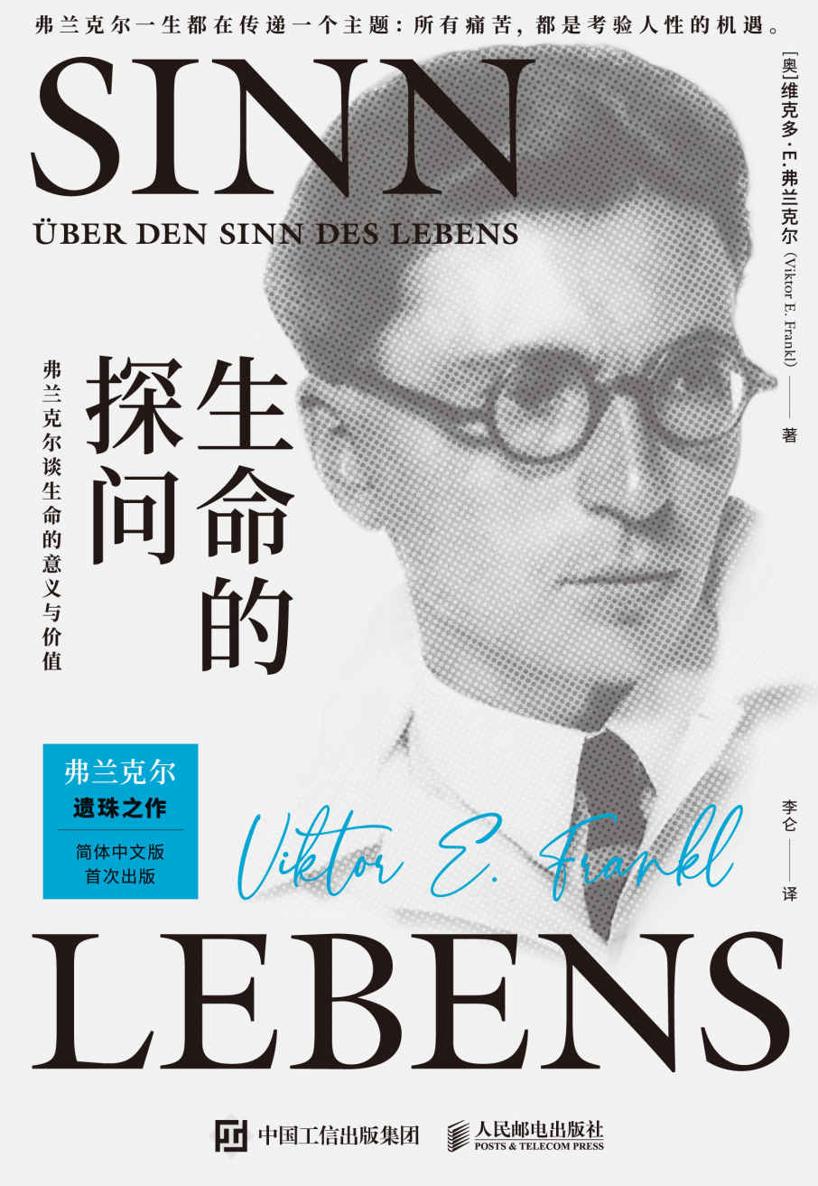 弗兰克尔一生都在传递一个主题：所有痛苦，都是考验人性的机遇。
SINN
ÜBER DEN SINN DES LEBENS
[奥]维克多·E.弗兰克尔（Viktor E. Frankl）——著
生命的
探问
弗兰克尔谈生命的意义与价值
弗兰克尔
遗珠之作
简体中文版
首次出版
Viktor E. Frankl
李仑——译
LEBENS
中国工信出版集团
人民邮电出版社
POSTS & TELECOM PRESS